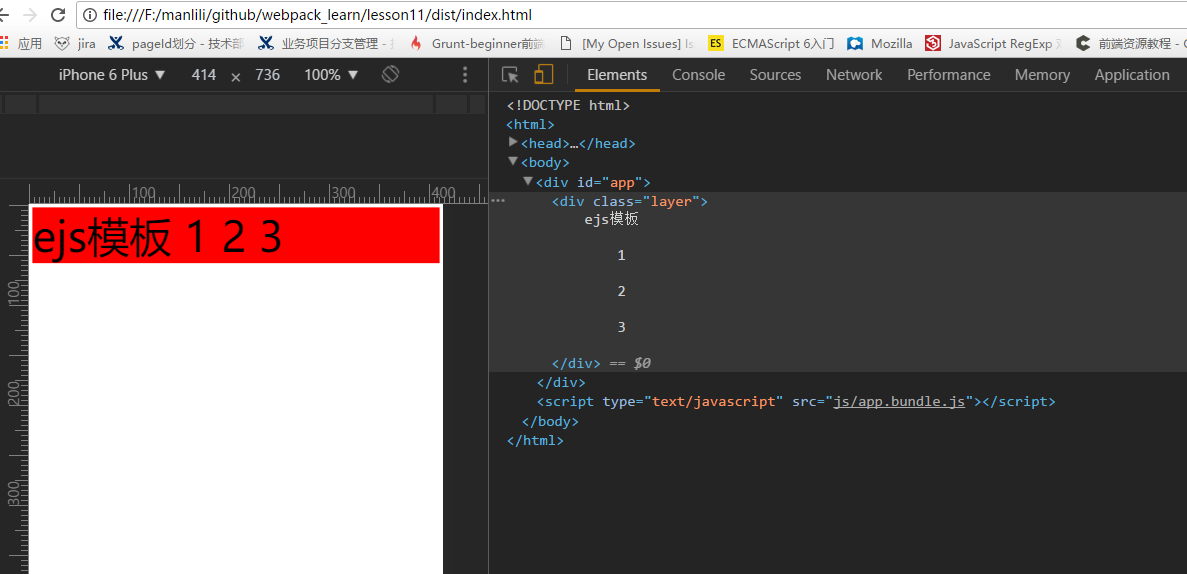 file:///F:/manlili/github/webpack_learn/lesson11/dist/index.html
应用 jira pageId划分 - 技术部 业务项目分支管理 - Grunt-beginner前端 [My Open Issues] Is ES ECMAScript 6入门 Mozilla JavaScript RegExp 前端资源教程 -
iPhone 6 Plus ▼ 414 × 736 100% ▼
Elements Console Sources Network Performance Memory Application
100 200 300 400
100
200
300
ejs模板 1 2 3
<!DOCTYPE html>
<html>
<head>…</head>
<body>
<div id="app">
<div class="layer">
ejs模板
1
2
3
</div> == $0
</div>
<script type="text/javascript" src="js/app.bundle.js"></script>
</body>
</html>